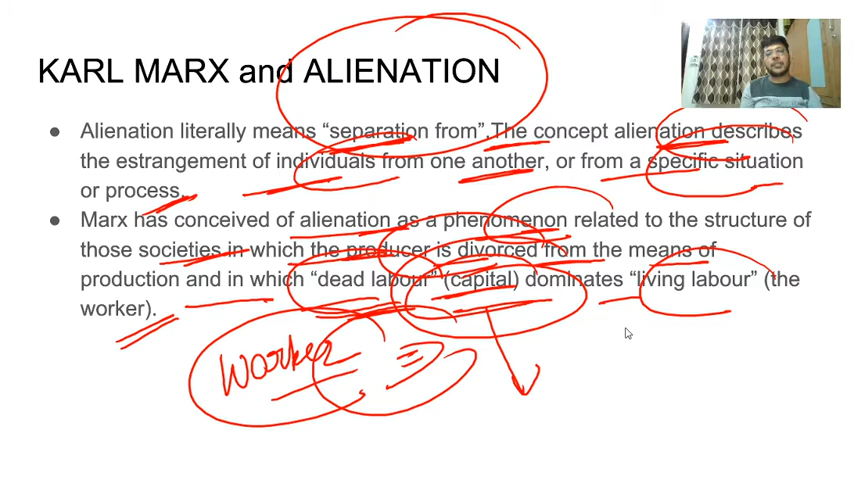 KARL MARX and ALIENATION
● Alienation literally means “separation from”.The concept alienation describes
the estrangement of individuals from one another, or from a specific situation
or process.
● Marx has conceived of alienation as a phenomenon related to the structure of
those societies in which the producer is divorced from the means of
production and in which “dead labour” (capital) dominates “living labour” (the
worker).
Worker